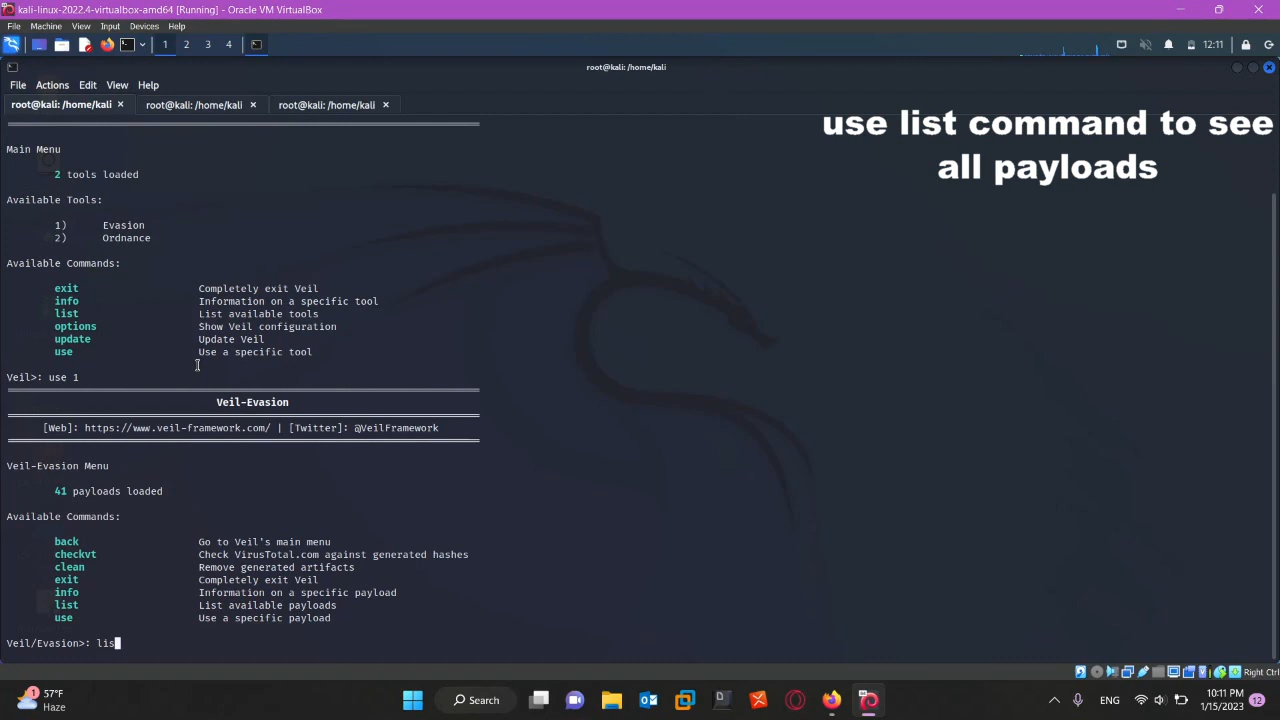 kali-linux-2022.4-virtualbox-amd64 [Running] - Oracle VM VirtualBox
File Machine View Input Devices Help
1 2 3 4 12:11
root@kali: /home/kali
File Actions Edit View Help
root@kali: /home/kali × root@kali: /home/kali × root@kali: /home/kali ×
use list command to see
all payloads
Main Menu
2 tools loaded
Available Tools:
1) Evasion
2) Ordnance
Available Commands:
exit Completely exit Veil
info Information on a specific tool
list List available tools
options Show Veil configuration
update Update Veil
use Use a specific tool
Veil>: use 1
Veil-Evasion
[Web]: https://www.veil-framework.com/ | [Twitter]: @VeilFramework
Veil-Evasion Menu
41 payloads loaded
Available Commands:
back Go to Veil's main menu
checkvt Check VirusTotal.com against generated hashes
clean Remove generated artifacts
exit Completely exit Veil
info Information on a specific payload
list List available payloads
use Use a specific payload
Veil/Evasion>: lis
Right Ctrl
1 57°F
Haze
Search
ENG
10:11 PM
1/15/2023
12